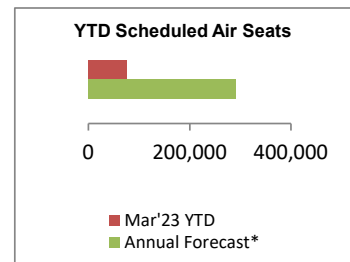 YTD Scheduled Air Seats
0 200,000 400,000
Mar'23 YTD
Annual Forecast*